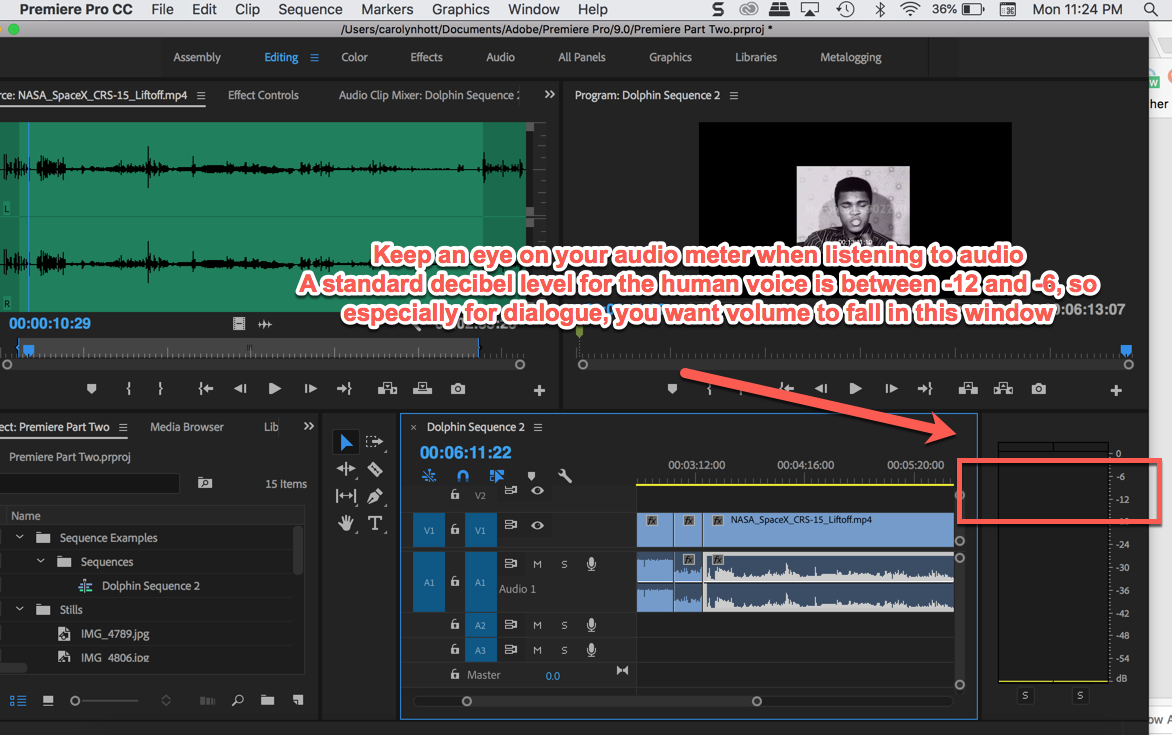 Premiere Pro CC File Edit Clip Sequence Markers Graphics Window Help 36% Mon 11:24 PM
/Users/carolynhott/Documents/Adobe/Premiere Pro/9.0/Premiere Part Two.prproj *
Assembly Editing Color Effects Audio All Panels Graphics Libraries Metalogging
rce: NASA_SpaceX_CRS-15_Liftoff.mp4 Effect Controls Audio Clip Mixer: Dolphin Sequence 2 Program: Dolphin Sequence 2
her
L
Keep an eye on your audio meter when listening to audio
A standard decibel level for the human voice is between -12 and -6, so
especially for dialogue, you want volume to fall in this window
R
00:00:10:29
06:13:07
ect: Premiere Part Two Media Browser Lib
Premiere Part Two.prproj
15 Items
Name
Sequence Examples
Sequences
Dolphin Sequence 2
Stills
IMG_4789.jpg
IMG_4806.jpg
× Dolphin Sequence 2
00:06:11:22
00:03:12:00 00:04:16:00 00:05:20:00
V2
V1 V1 fx fx fx NASA_SpaceX_CRS-15_Liftoff.mp4
A1 A1 M S fx fx
Audio 1
A2 M S
A3 M S
Master 0.0
0
-6
-12
-24
-30
-36
-42
-48
-54
dB
S S
ow A